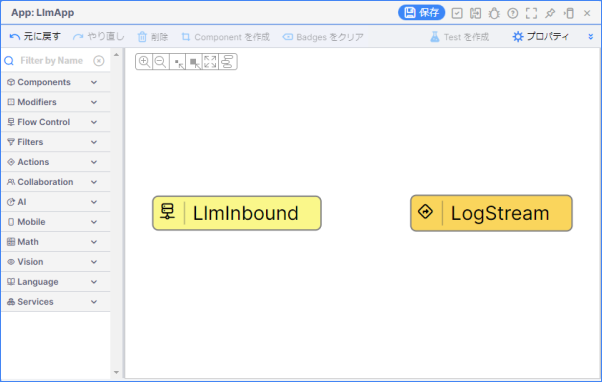 App: LlmApp
保存
元に戻す
やり直し
削除
Component を作成
Badges をクリア
Test を作成
プロパティ
Filter by Name
Components
Modifiers
Flow Control
Filters
Actions
Collaboration
AI
Mobile
Math
Vision
Language
Services
LlmInbound
LogStream